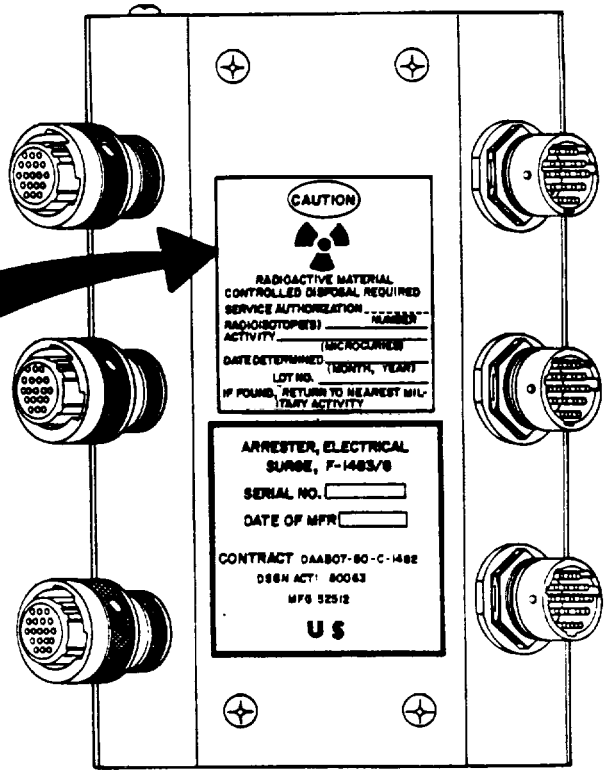 CAUTION
RADIOACTIVE MATERIAL
CONTROLLED DISPOSAL REQUIRED
SERVICE AUTHORIZATION
NUMBER
RADIOISOTOPE(S)
ACTIVITY
(MICROCURIES)
DATE DETERMINED
(MONTH, YEAR)
LOT NO.
IF FOUND, RETURN TO NEAREST MIL-
ITARY ACTIVITY
ARRESTER, ELECTRICAL
SURGE, F-1463/G
SERIAL NO.
DATE OF MFR
CONTRACT DAAB07-80-C-1482
DSGN ACT: 80063
MFG 52512
US